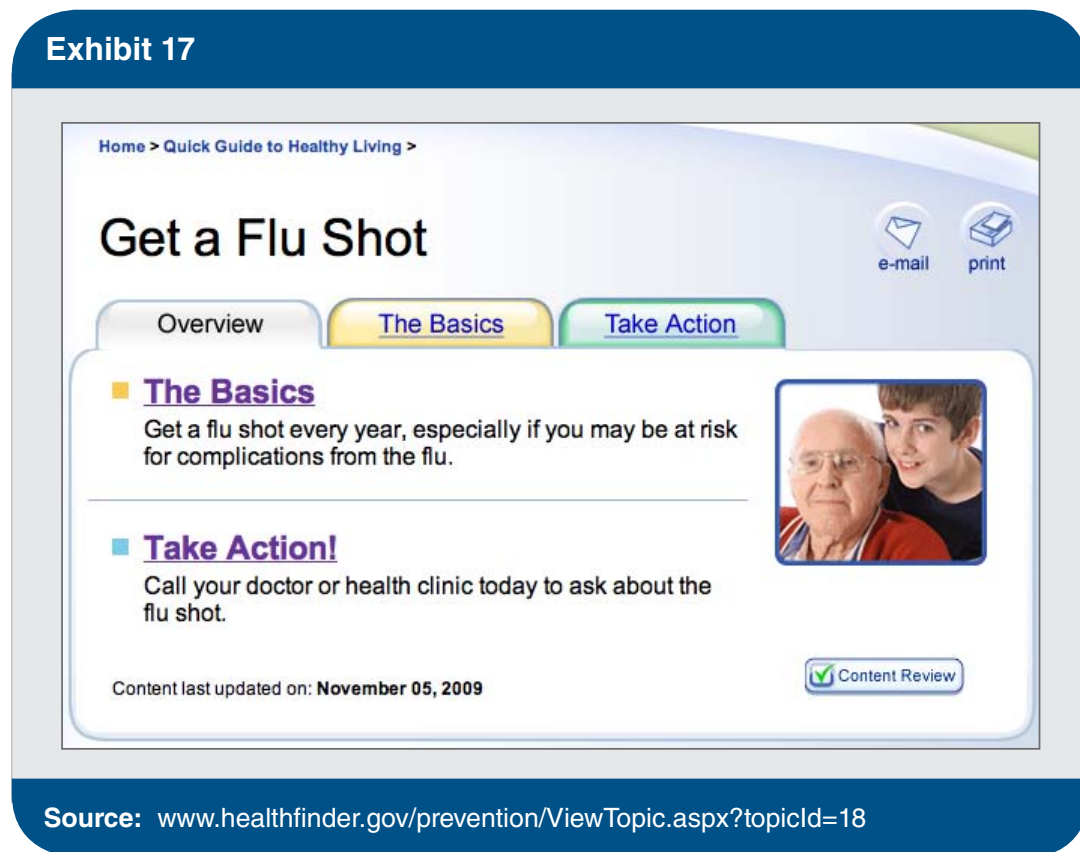 Exhibit 17
Home > Quick Guide to Healthy Living >
Get a Flu Shot
e-mail
print
Overview
The Basics
Take Action
The Basics
Get a flu shot every year, especially if you may be at risk
for complications from the flu.
Take Action!
Call your doctor or health clinic today to ask about the
flu shot.
Content last updated on: November 05, 2009
Content Review
Source: www.healthfinder.gov/prevention/ViewTopic.aspx?topicId=18